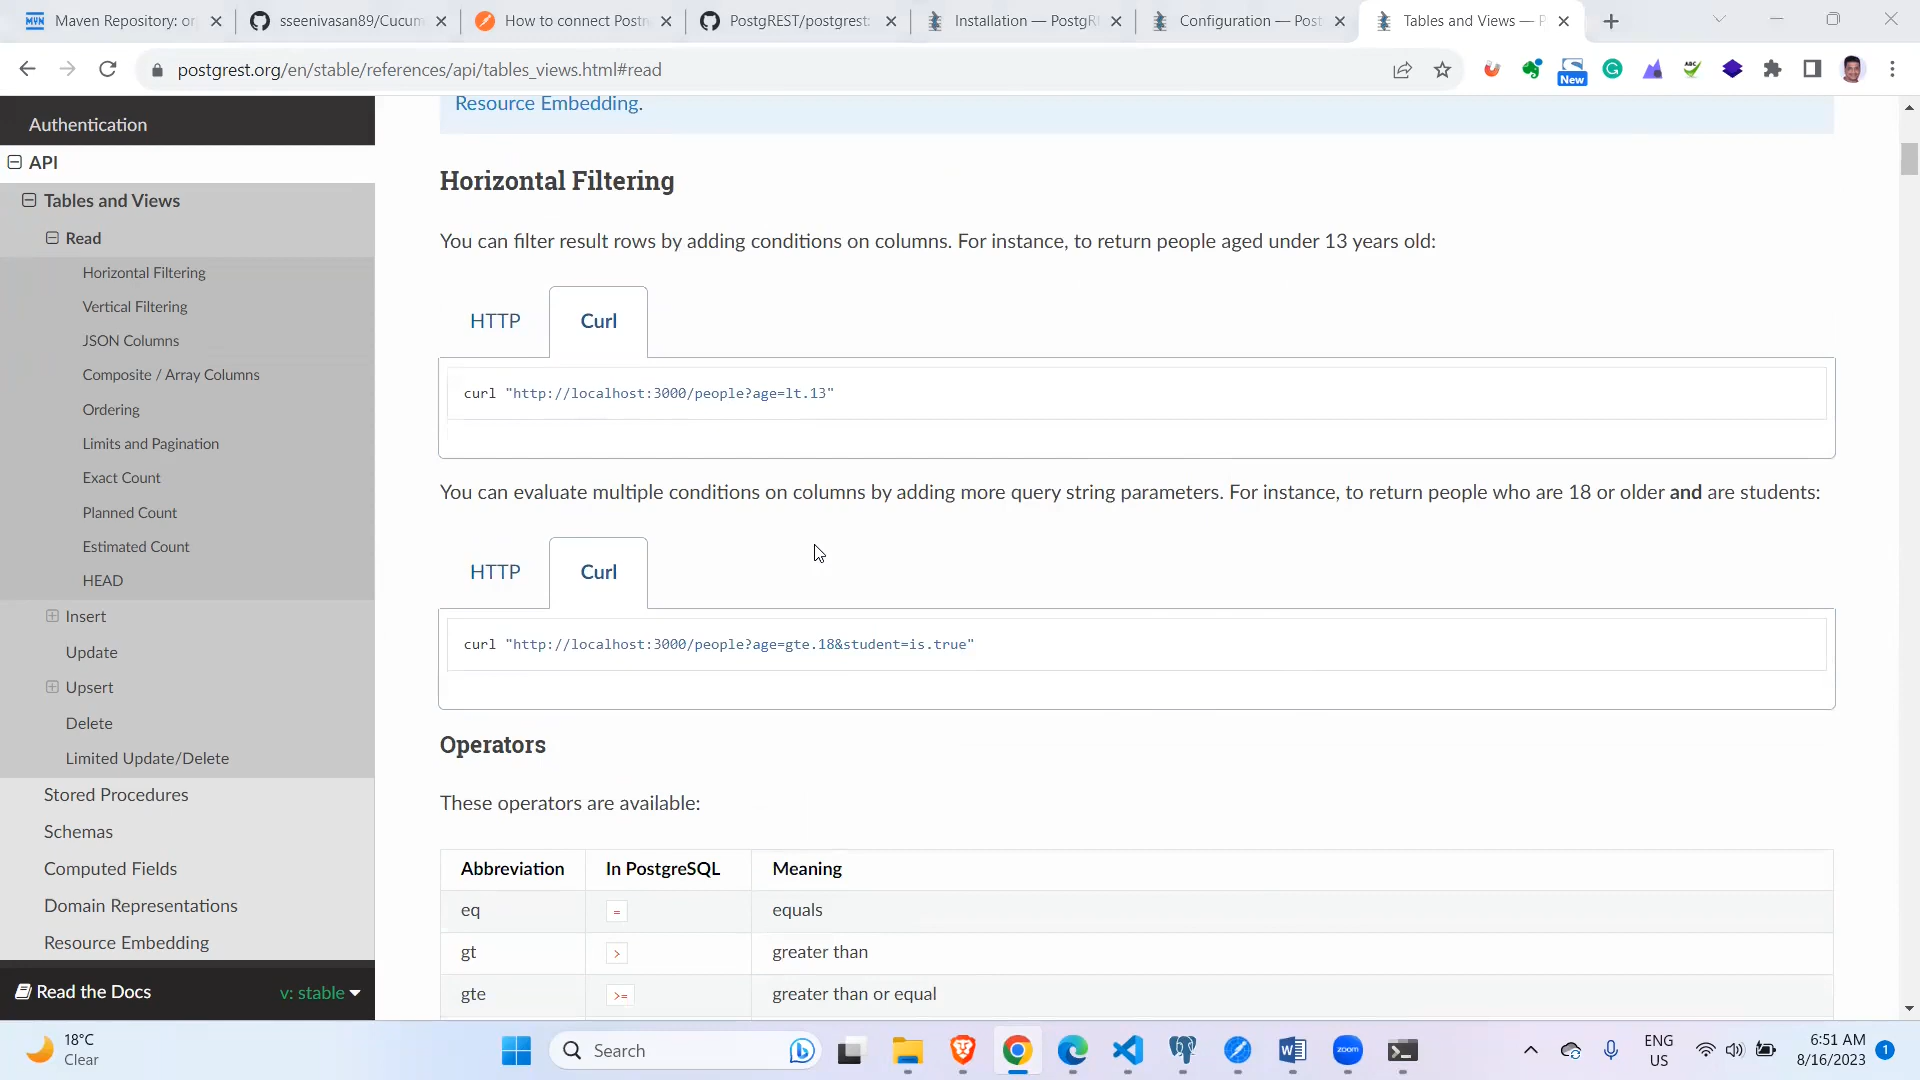 Maven Repository: or
sseenivasan89/Cucum
How to connect Postr
PostgREST/postgrest:
Installation — PostgR
Configuration — Post
Tables and Views — P
postgrest.org/en/stable/references/api/tables_views.html#read
New
ABC
Authentication
API
Tables and Views
Read
Horizontal Filtering
Vertical Filtering
JSON Columns
Composite / Array Columns
Ordering
Limits and Pagination
Exact Count
Planned Count
Estimated Count
HEAD
Insert
Update
Upsert
Delete
Limited Update/Delete
Stored Procedures
Schemas
Computed Fields
Domain Representations
Resource Embedding
Read the Docs
v: stable
Resource Embedding.
Horizontal Filtering
You can filter result rows by adding conditions on columns. For instance, to return people aged under 13 years old:
HTTP
Curl
curl "http://localhost:3000/people?age=lt.13"
You can evaluate multiple conditions on columns by adding more query string parameters. For instance, to return people who are 18 or older and are students:
HTTP
Curl
curl "http://localhost:3000/people?age=gte.18&student=is.true"
Operators
These operators are available:
Abbreviation In PostgreSQL Meaning
eq = equals
gt > greater than
gte >= greater than or equal
18°C
Clear
Search
zoom
ENG
US
6:51 AM
8/16/2023
1